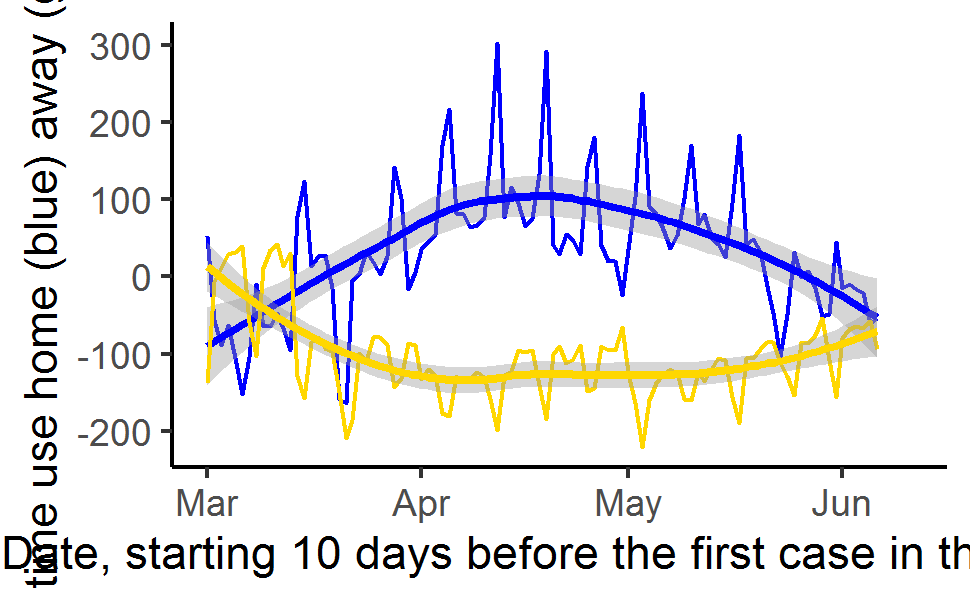 time use home (blue) away (
300
200
100
0
-100
-200
Mar Apr May Jun
Date, starting 10 days before the first case in th